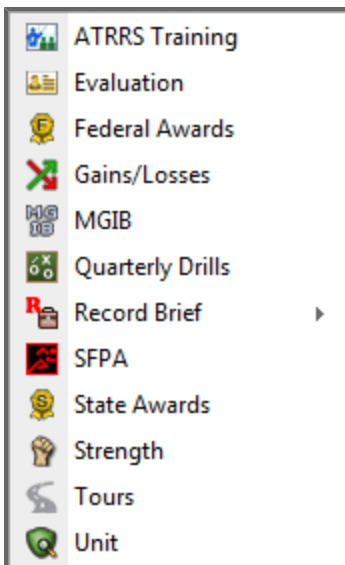 ATRRS Training
Evaluation
Federal Awards
Gains/Losses
MGIB
Quarterly Drills
Record Brief
SFPA
State Awards
Strength
Tours
Unit